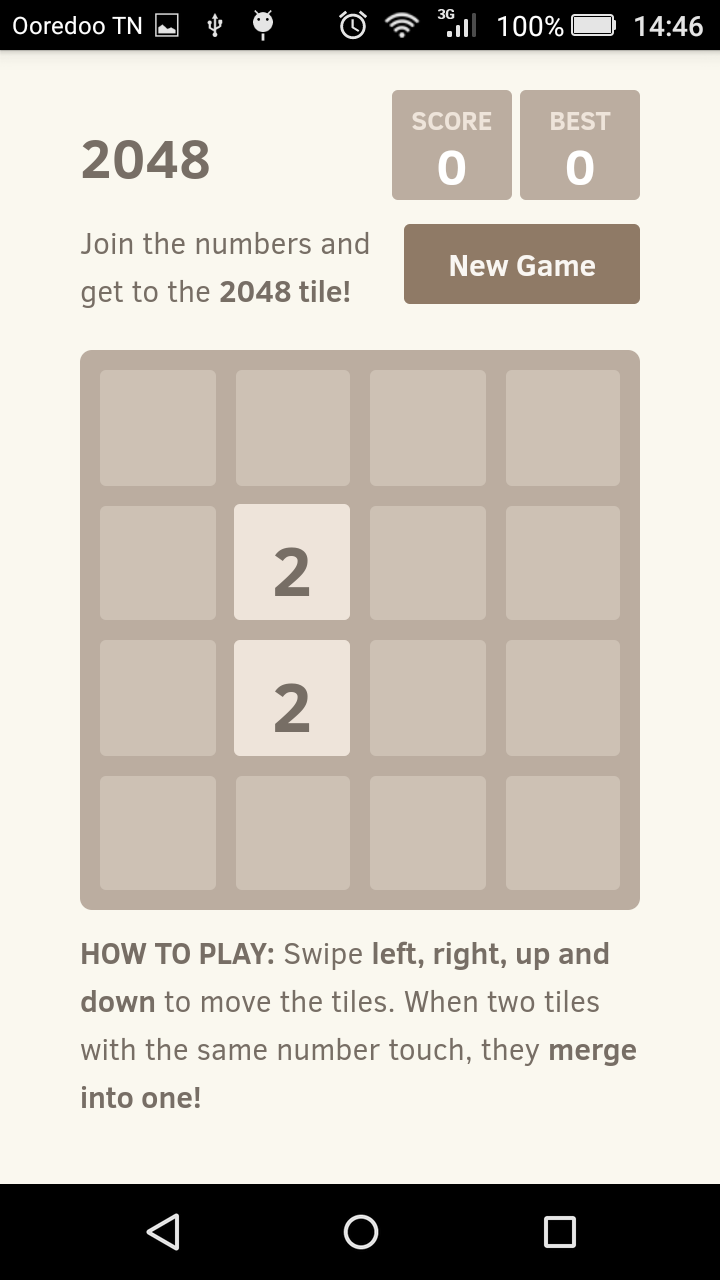 Ooredoo TN 3G 100% 14:46
2048
SCORE
0
BEST
0
Join the numbers and
get to the 2048 tile!
New Game
2
2
HOW TO PLAY: Swipe left, right, up and
down to move the tiles. When two tiles
with the same number touch, they merge
into one!